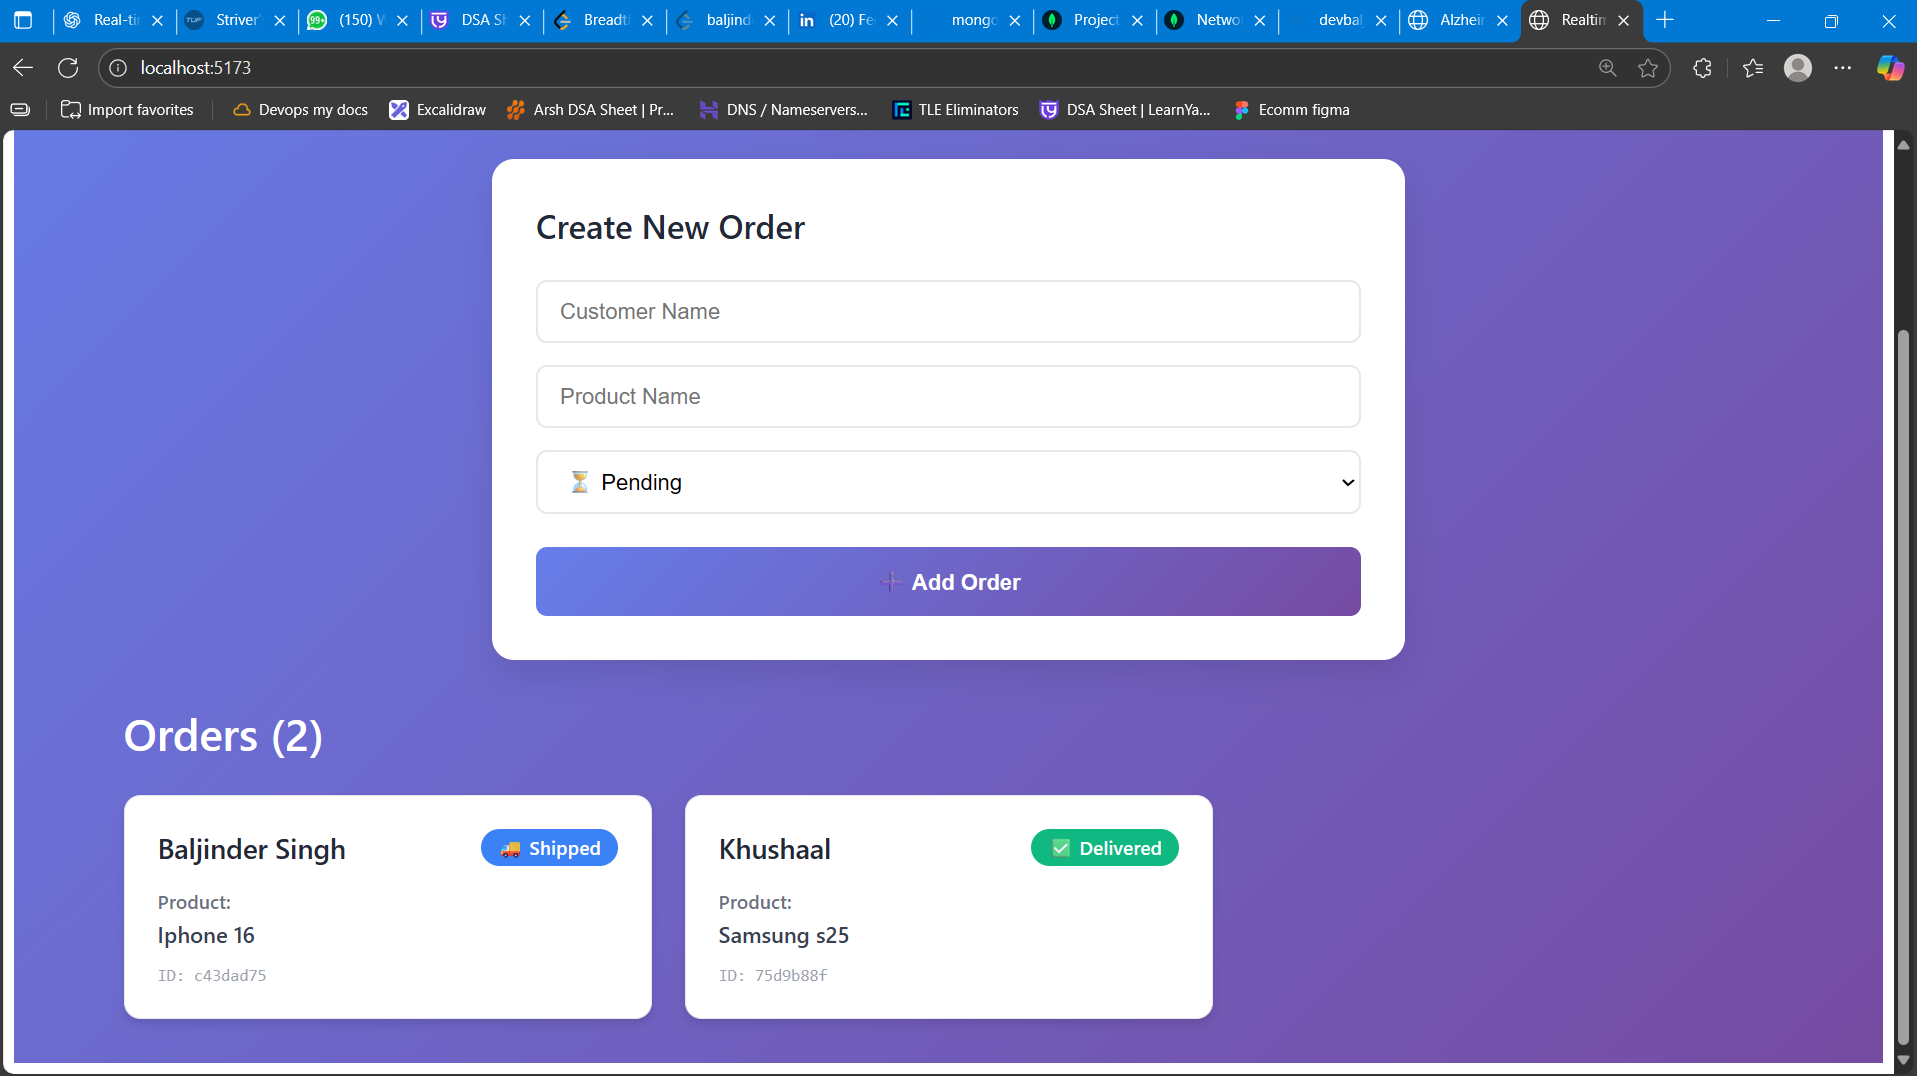 Real-ti
Striver'
(150) W
DSA Sh
Breadt
baljind
(20) Fe
mongo
Project
Netwo
devbal
Alzhei
Realtim
localhost:5173
Import favorites
Devops my docs
Excalidraw
Arsh DSA Sheet | Pr...
DNS / Nameservers...
TLE Eliminators
DSA Sheet | LearnYa...
Ecomm figma
Create New Order
Customer Name
Product Name
⏳ Pending
➕ Add Order
Orders (2)
Baljinder Singh
🚚 Shipped
Product:
Iphone 16
ID: c43dad75
Khushaal
✅ Delivered
Product:
Samsung s25
ID: 75d9b88f